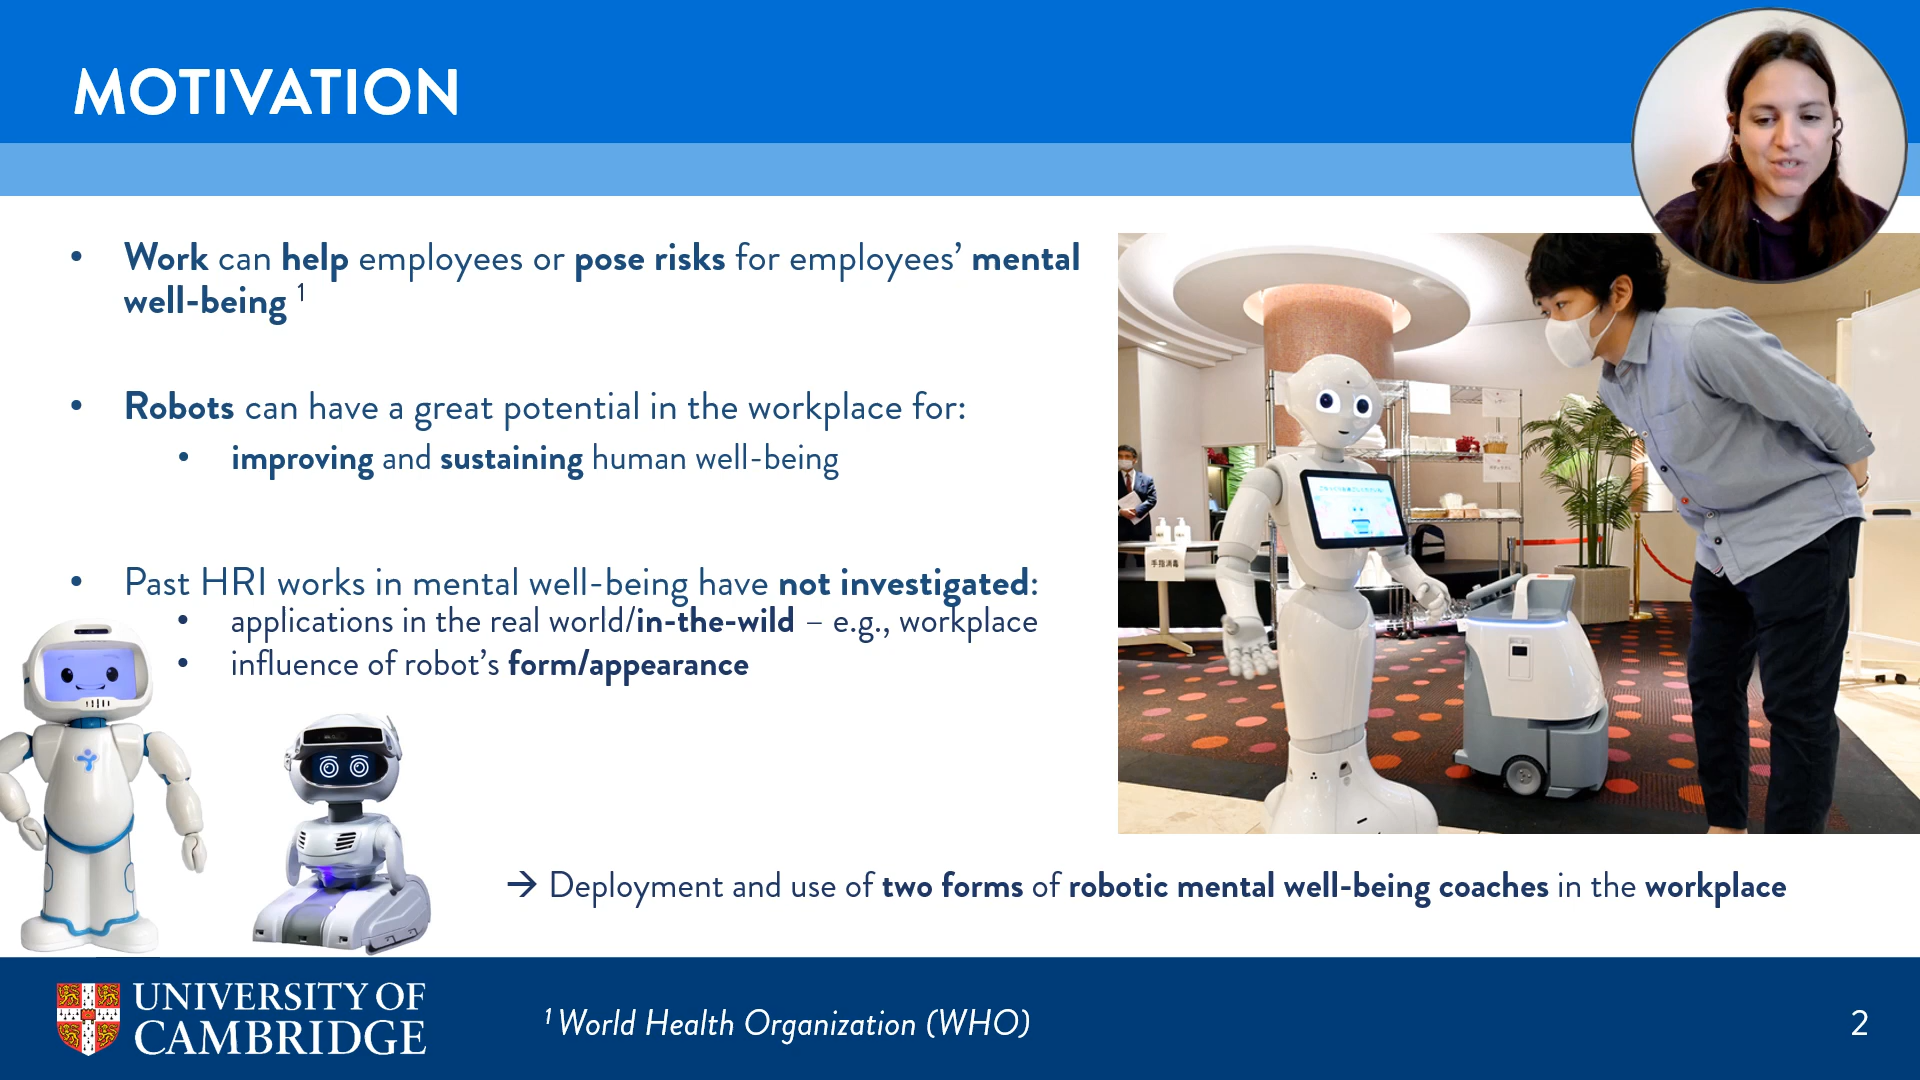 MOTIVATION
• Work can help employees or pose risks for employees’ mental
well-being ¹
• Robots can have a great potential in the workplace for:
• improving and sustaining human well-being
• Past HRI works in mental well-being have not investigated:
• applications in the real world/in-the-wild – e.g., workplace
• influence of robot’s form/appearance
手指消毒
→ Deployment and use of two forms of robotic mental well-being coaches in the workplace
UNIVERSITY OF
CAMBRIDGE
¹ World Health Organization (WHO)
2